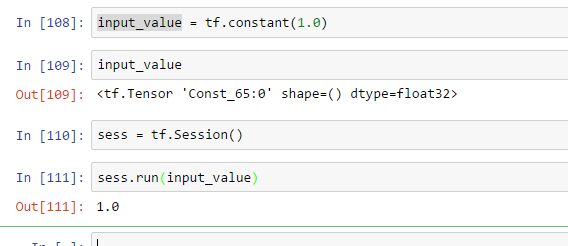 In [108]: input_value = tf.constant(1.0)
In [109]: input_value
Out[109]: <tf.Tensor 'Const_65:0' shape=() dtype=float32>
In [110]: sess = tf.Session()
In [111]: sess.run(input_value)
Out[111]: 1.0
In [ ]: